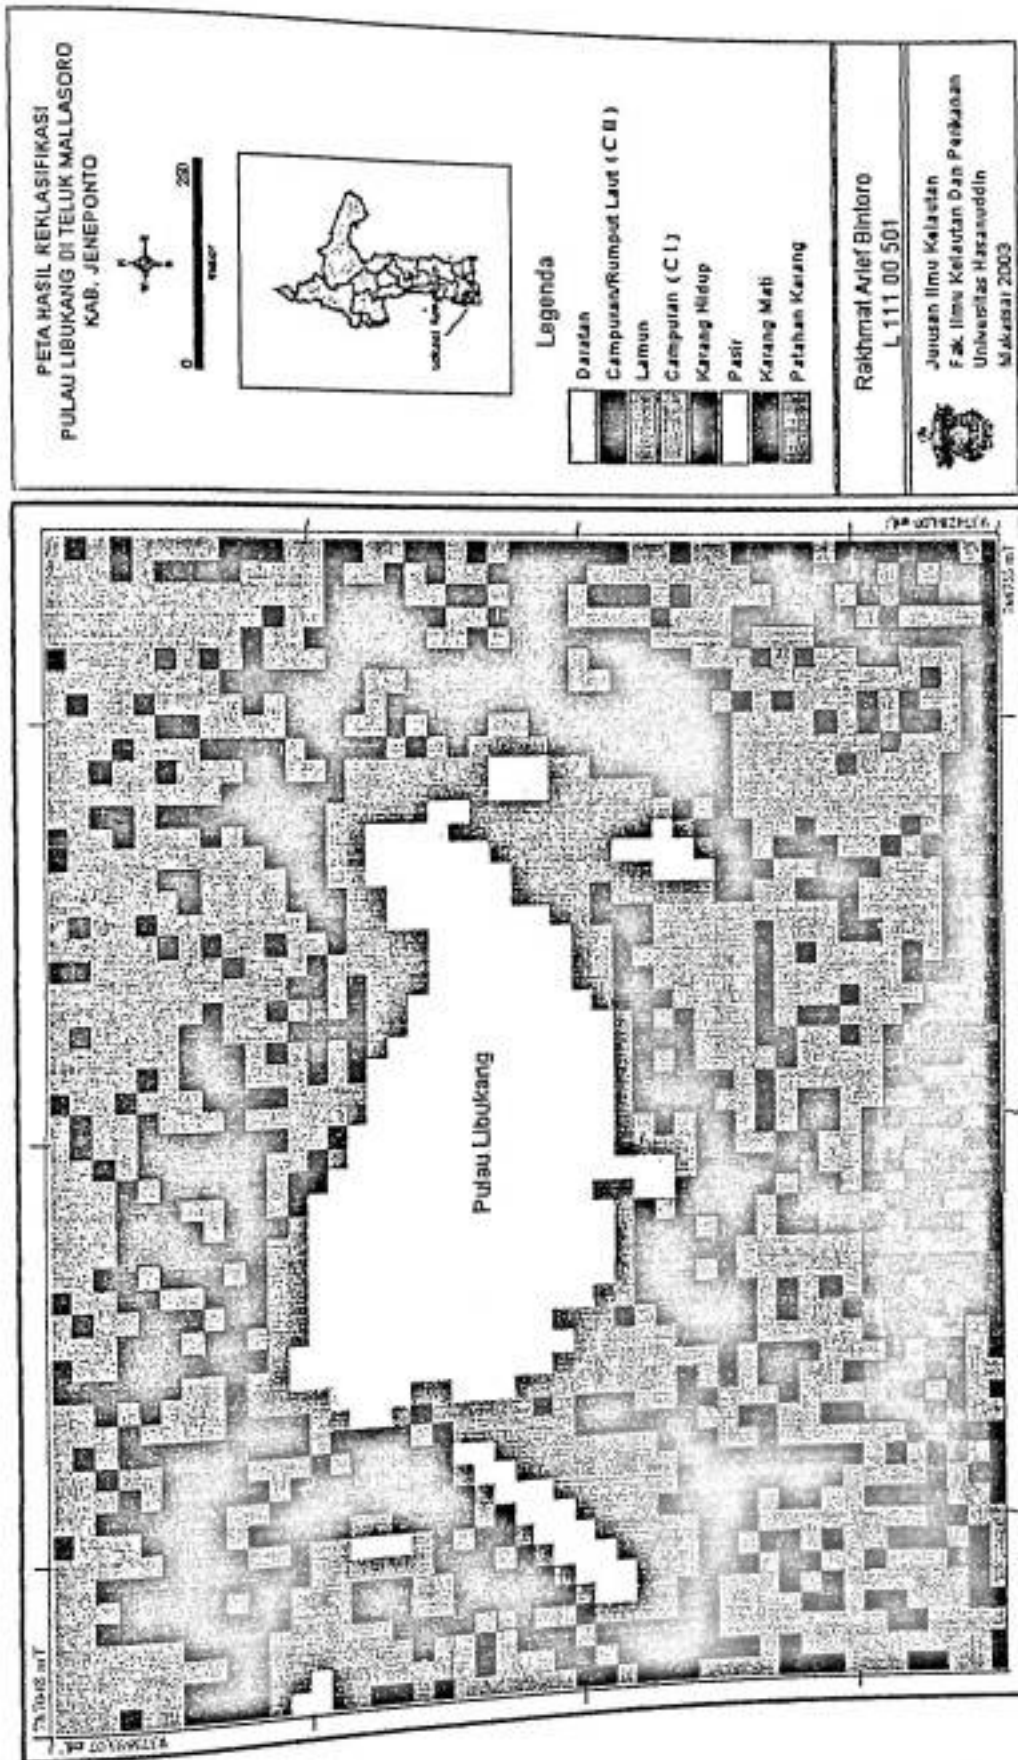 PETA HASIL REKLASIFIKASI
PULAU LIBUKANG DI TELUK MALLASORO
KAB. JENEPONTO
0
250
Legenda
Daratan
Campuran/Rumput Laut ( C II )
Lamun
Campuran ( C I )
Karang Hidup
Pasir
Karang Mati
Patahan Karang
Rakhmat Arief Bintoro
L 111 00 501
Jurusan Ilmu Kelautan
Fak. Ilmu Kelautan Dan Perikanan
Universitas Hasanuddin
Makassar 2003
Pulau Libukang